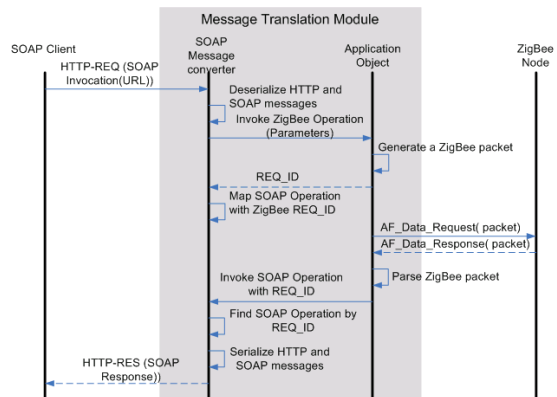 Message Translation Module
SOAP Client
SOAP
Message
converter
Application
Object
ZigBee
Node
HTTP-REQ (SOAP
Invocation(URL))
Deserialize HTTP and
SOAP messages
Invoke ZigBee Operation
(Parameters)
Generate a ZigBee packet
REQ_ID
Map SOAP Operation
with ZigBee REQ_ID
AF_Data_Request( packet)
AF_Data_Response( packet)
Parse ZigBee packet
Invoke SOAP Operation
with REQ_ID
Find SOAP Operation by
REQ_ID
Serialize HTTP and
SOAP messages
HTTP-RES (SOAP
Response))